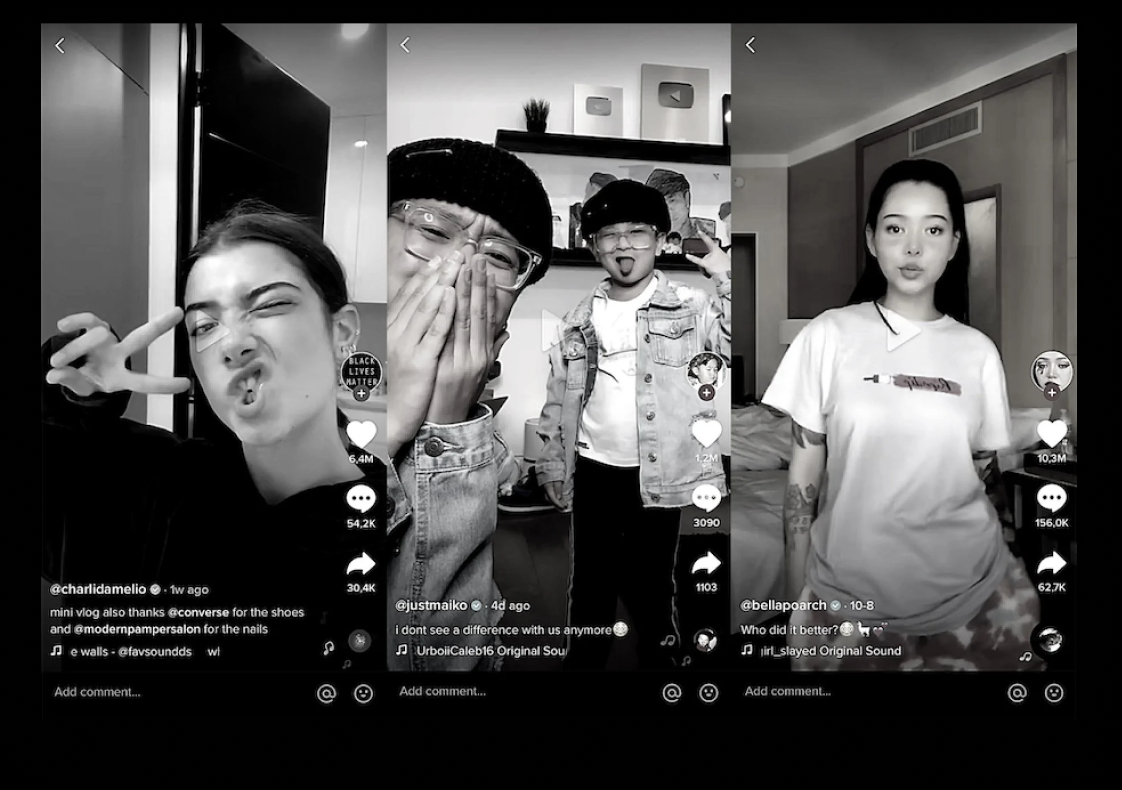 BLACK
LIVES
MATTER
6,4M
54,2K
30,4K
@charlidamelio · 1w ago
mini vlog also thanks @converse for the shoes
and @modernpampersalon for the nails
e walls - @favsoundds wl
Add comment...
1,2M
3090
1103
@justmaiko · 4d ago
i dont see a difference with us anymore😳
UrboiiCaleb16 Original Sou
Add comment...
10,3M
156,0K
62,7K
@bellapoarch · 10-8
Who did it better?😳
girl_slayed Original Sound
Add comment...